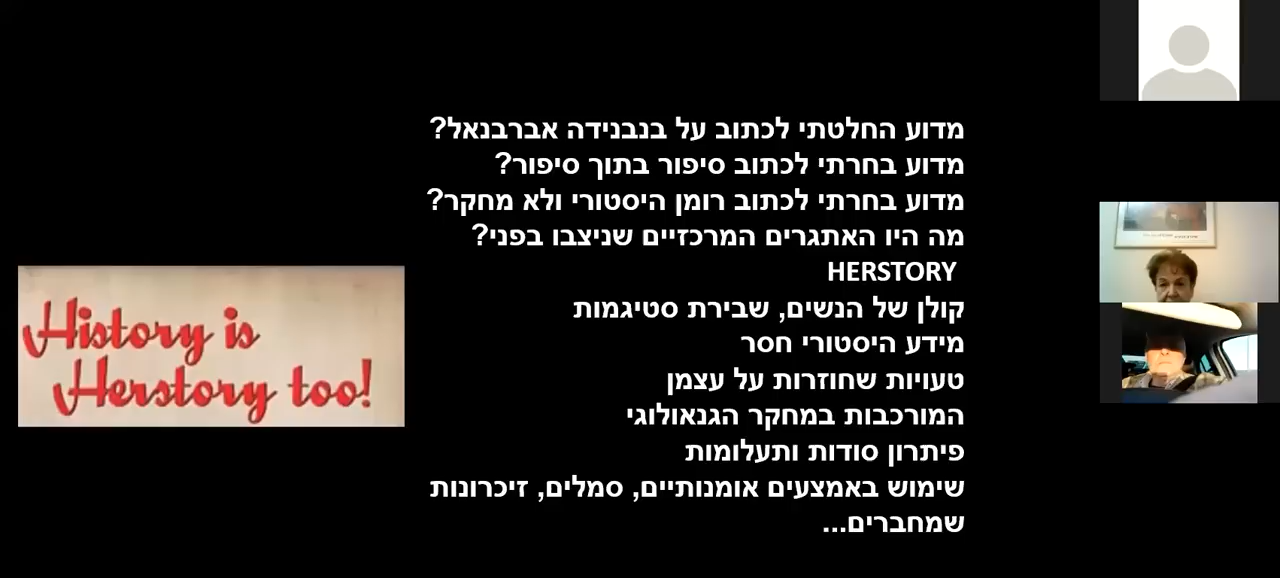 מדוע החלטתי לכתוב על בנבנידה אברבנאל?
מדוע בחרתי לכתוב סיפור בתוך סיפור?
מדוע בחרתי לכתוב רומן היסטורי ולא מחקר?
מה היו האתגרים המרכזיים שניצבו בפני?
HERSTORY
קולן של הנשים, שבירת סטיגמות
מידע היסטורי חסר
טעויות שחוזרות על עצמן
המורכבות במחקר הגנאולוגי
פיתרון סודות ותעלומות
שימוש באמצעים אומנותיים, סמלים, זיכרונות
שמחברים...
History is
Herstory too!